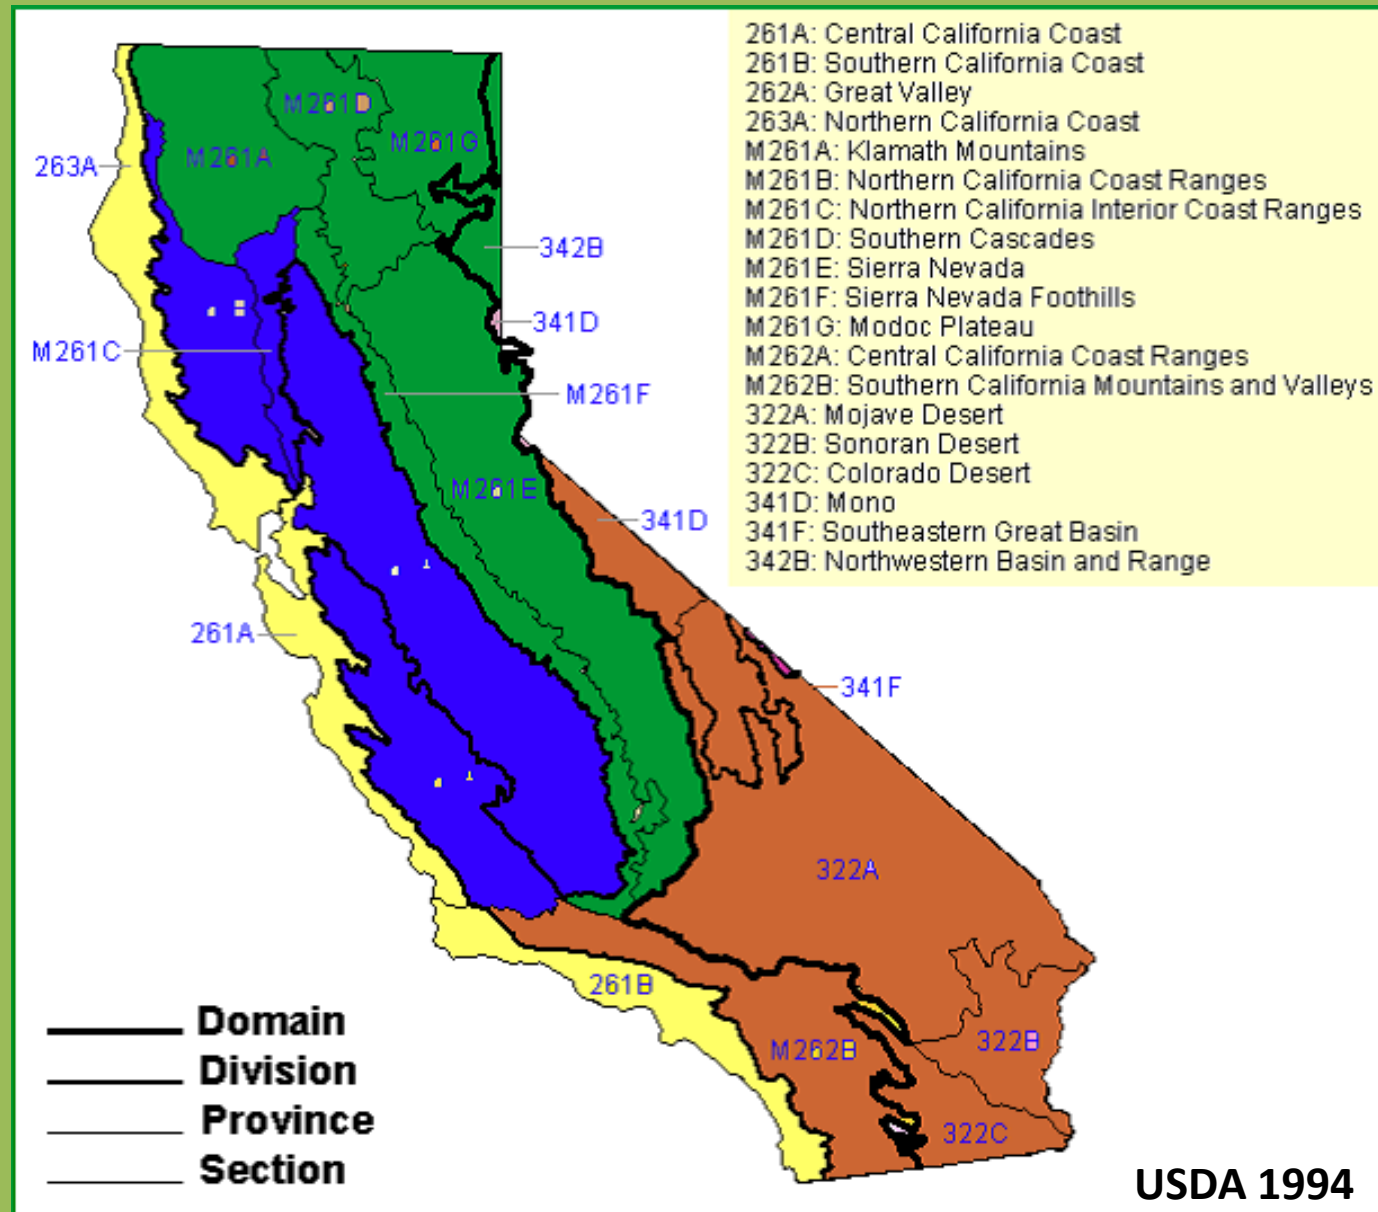 261A: Central California Coast
261B: Southern California Coast
262A: Great Valley
263A: Northern California Coast
M261A: Klamath Mountains
M261B: Northern California Coast Ranges
M261C: Northern California Interior Coast Ranges
M261D: Southern Cascades
M261E: Sierra Nevada
M261F: Sierra Nevada Foothills
M261G: Modoc Plateau
M262A: Central California Coast Ranges
M262B: Southern California Mountains and Valleys
322A: Mojave Desert
322B: Sonoran Desert
322C: Colorado Desert
341D: Mono
341F: Southeastern Great Basin
342B: Northwestern Basin and Range
M261D
M261G
M261A
263A
342B
341D
M261C
M261F
M261E
341D
261A
341F
322A
261B
M262B
322B
322C
Domain
Division
Province
Section
USDA 1994